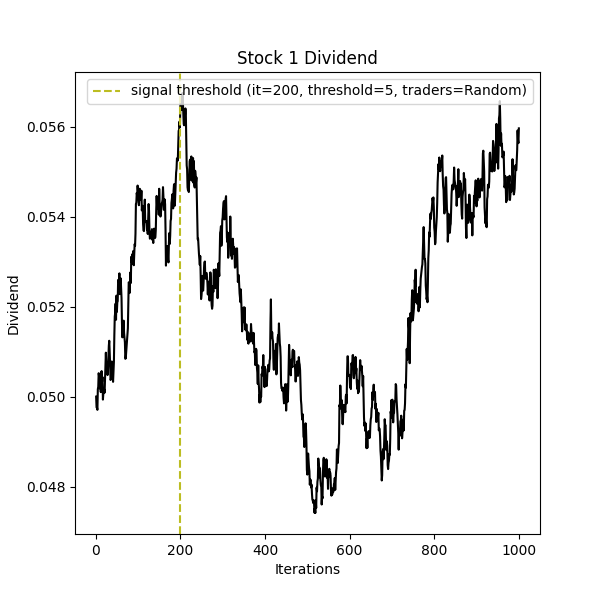 Stock 1 Dividend
signal threshold (it=200, threshold=5, traders=Random)
0.056
0.054
0.052
0.050
0.048
Dividend
0
200
400
600
800
1000
Iterations